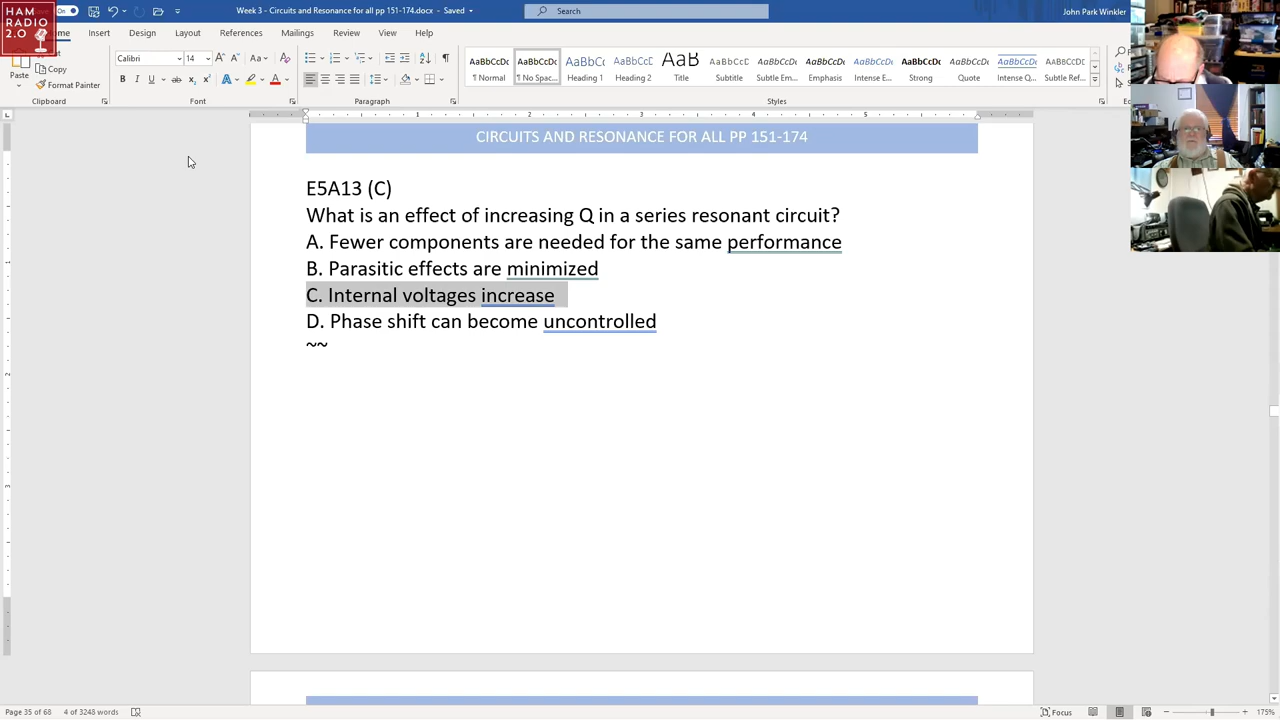 HAM
RADIO
2.0
Week 3 - Circuits and Resonance for all pp 151-174.docx • Saved
Search
John Park Winkler
Insert
Design
Layout
References
Mailings
Review
View
Help
Paste
Copy
Format Painter
Clipboard
Calibri
14
Font
Paragraph
AaBbCcDc
¶ Normal
AaBbCcDc
¶ No Spac...
AaBbCc
Heading 1
AaBbCcD
Heading 2
AaB
Title
AaBbCcD
Subtitle
AaBbCcDc
Subtle Em...
AaBbCcDc
Emphasis
AaBbCcDc
Intense E...
AaBbCcDc
Strong
AaBbCcDc
Quote
AaBbCcDc
Intense Q...
AaBbCcDc
Subtle Ref...
Styles
CIRCUITS AND RESONANCE FOR ALL PP 151-174
E5A13 (C)
What is an effect of increasing Q in a series resonant circuit?
A. Fewer components are needed for the same performance
B. Parasitic effects are minimized
C. Internal voltages increase
D. Phase shift can become uncontrolled
~~
Page 35 of 68
4 of 3248 words
Focus
175%